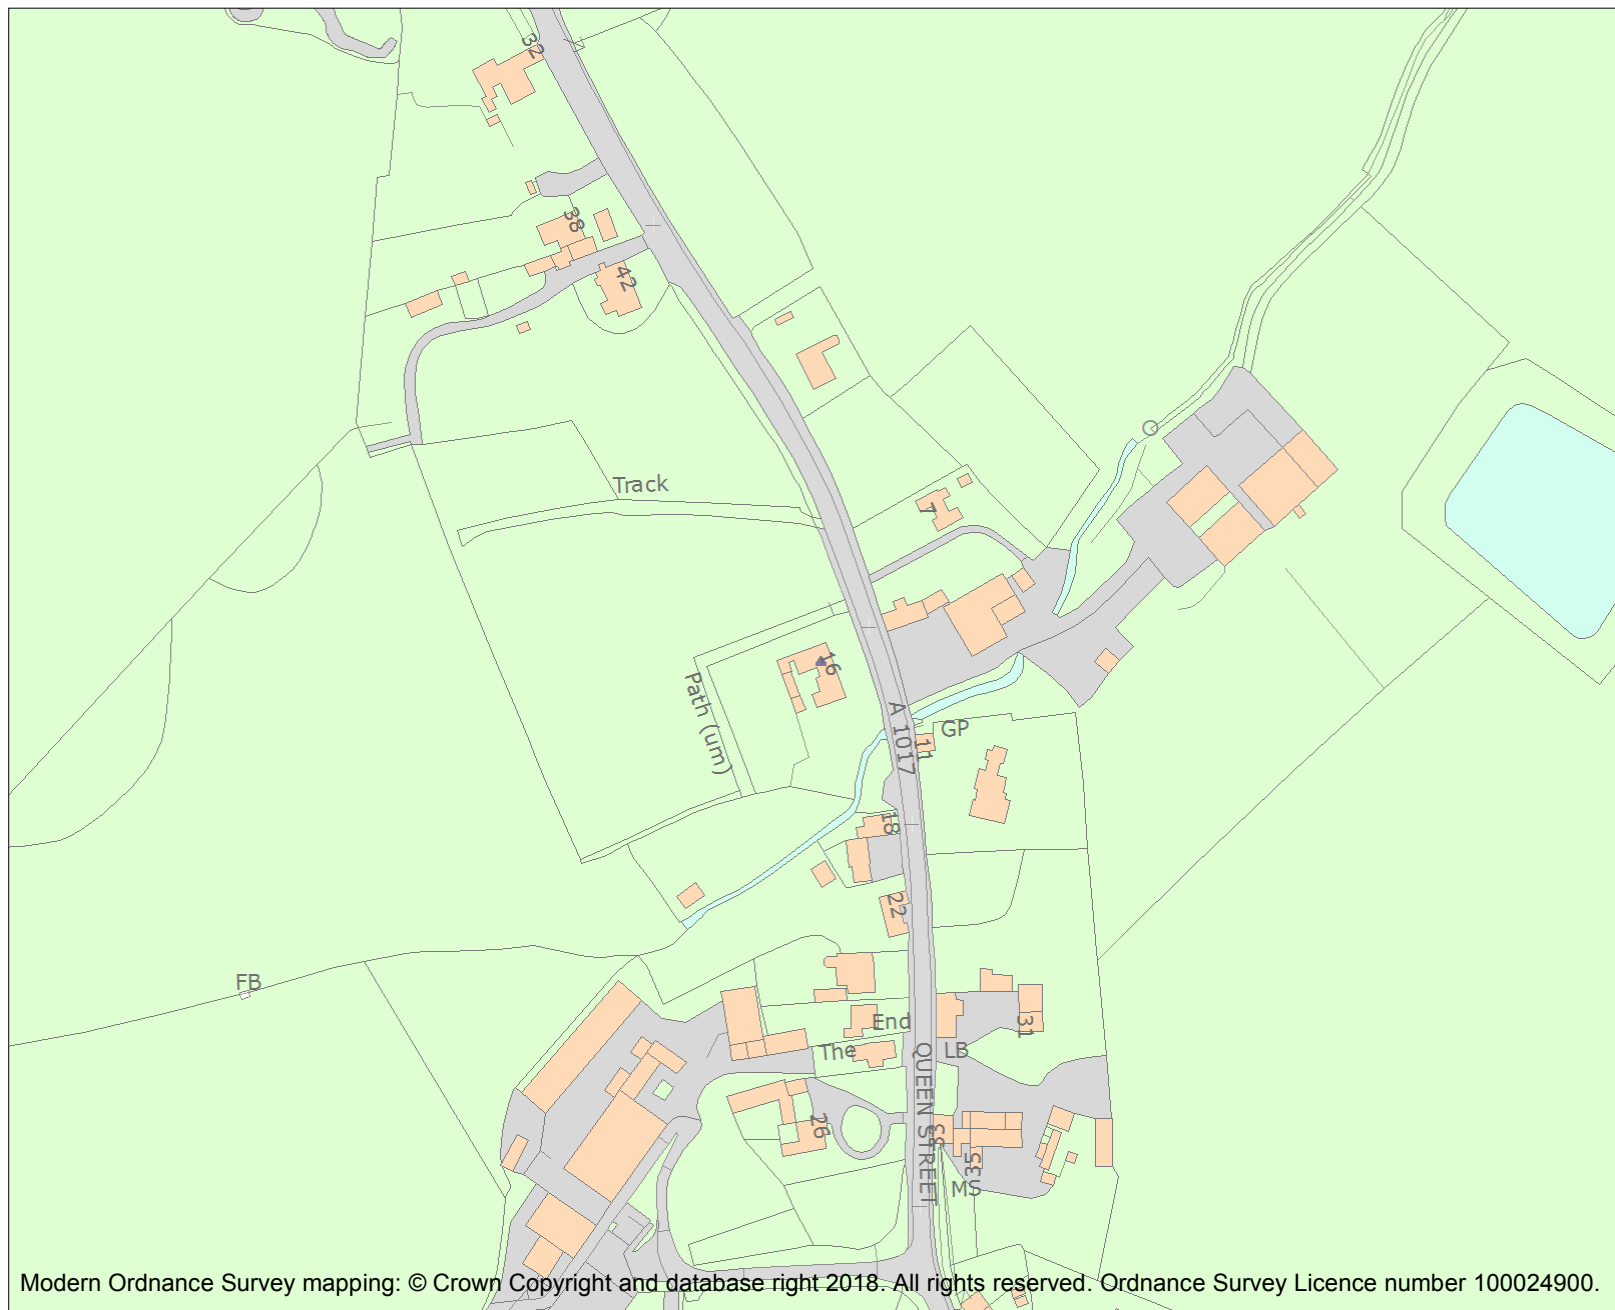 32
38
42
Track
7
16
Path (um)
A 1017
GP
11
18
22
FB
End
31
The
LB
QUEEN STREET
26
33
35
MS
Modern Ordnance Survey mapping: © Crown Copyright and database right 2018. All rights reserved. Ordnance Survey Licence number 100024900.